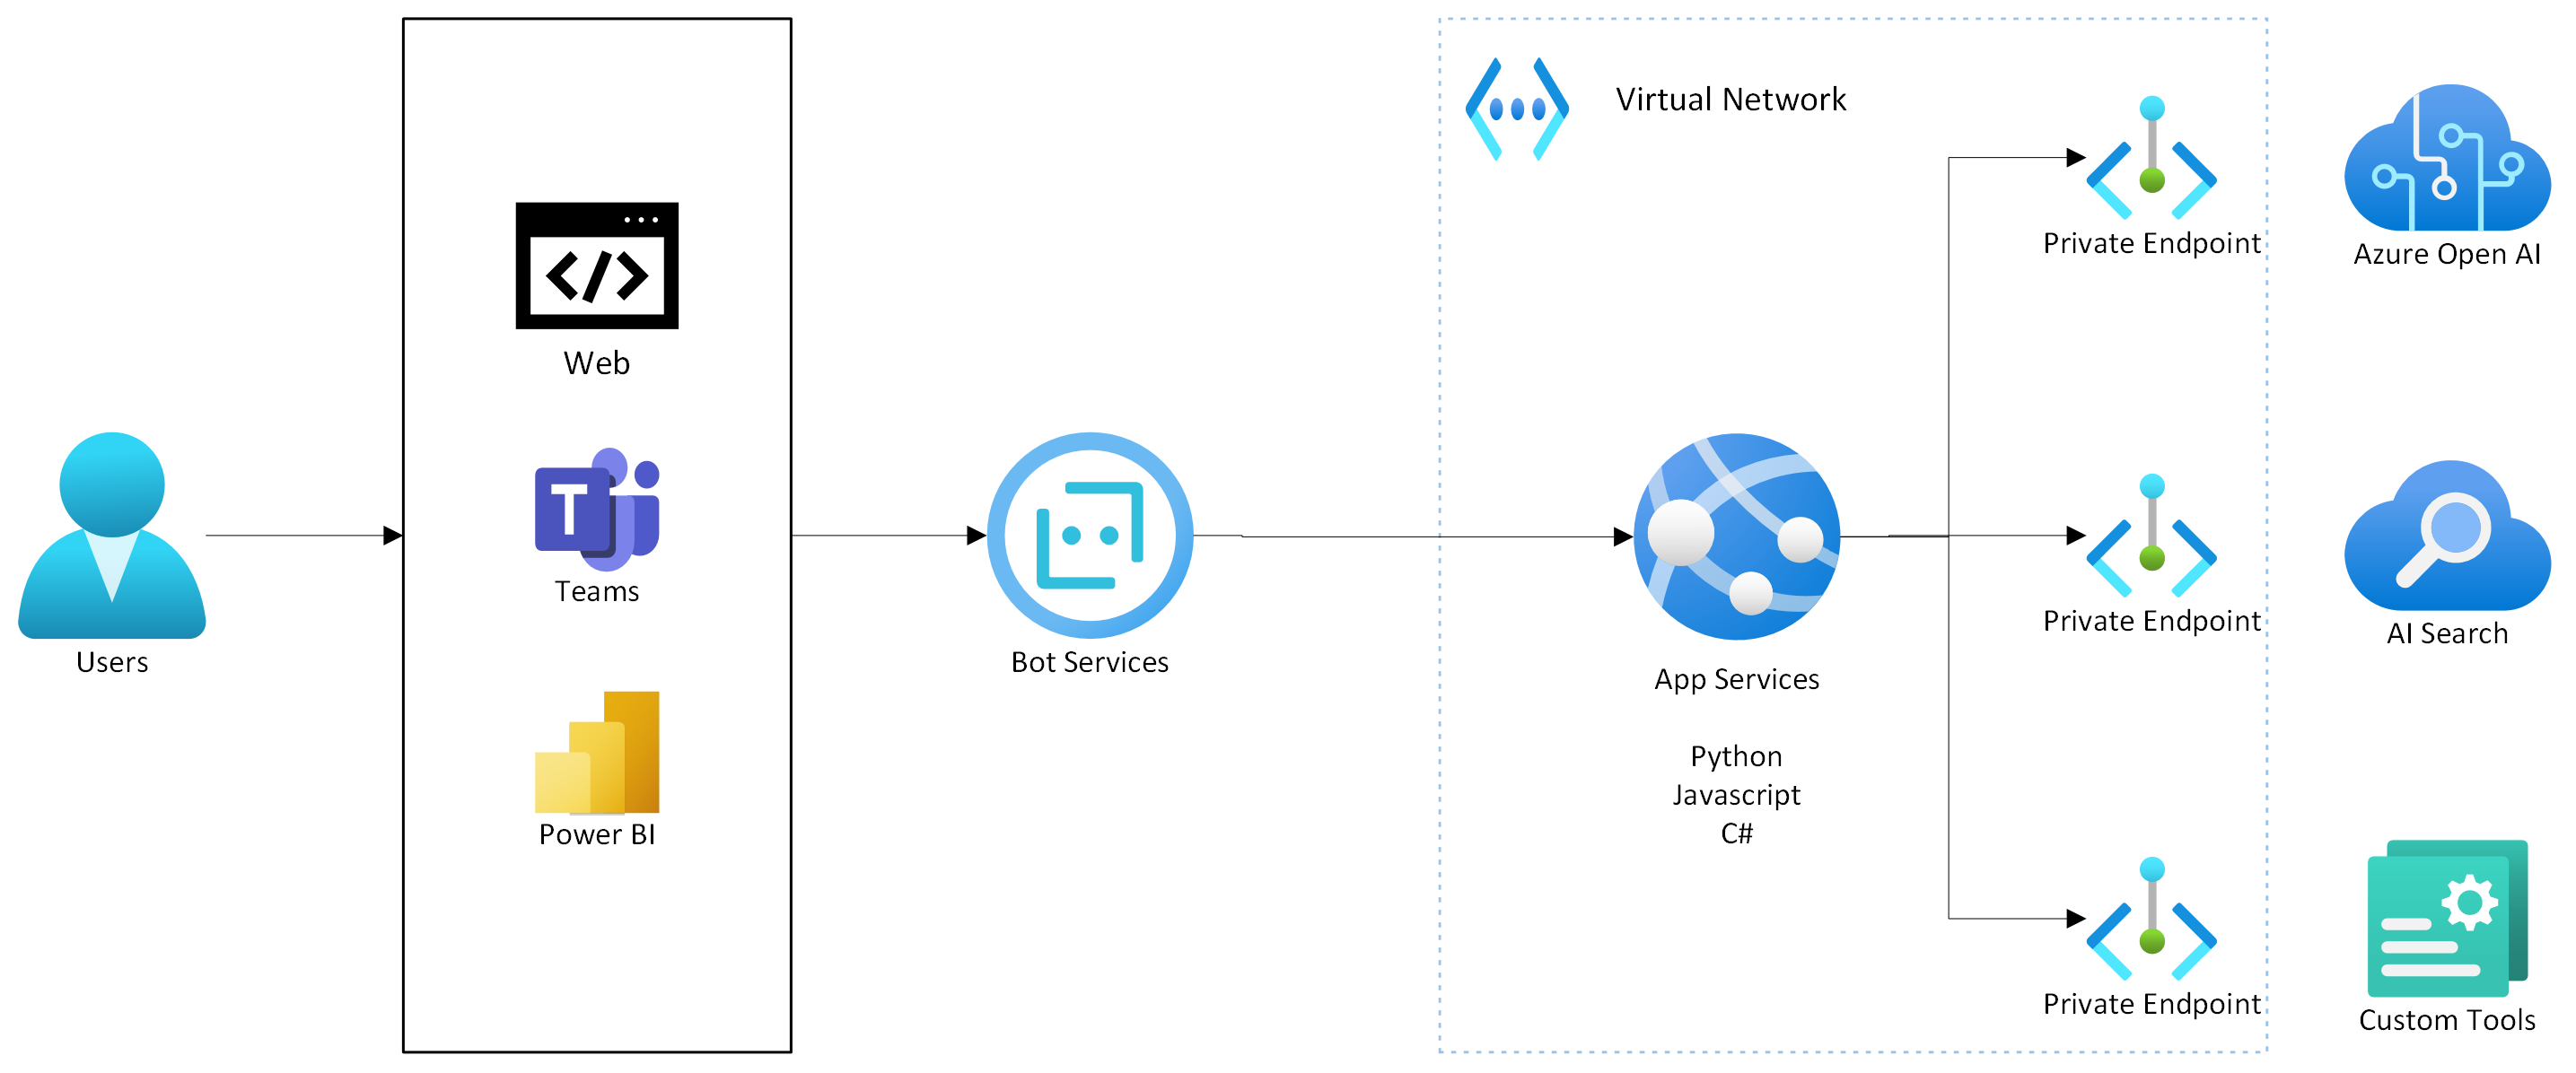 Users
Web
</>
T
Teams
Power BI
Bot Services
Virtual Network
App Services
Python
Javascript
C#
Private Endpoint
Private Endpoint
Private Endpoint
Azure Open AI
AI Search
Custom Tools